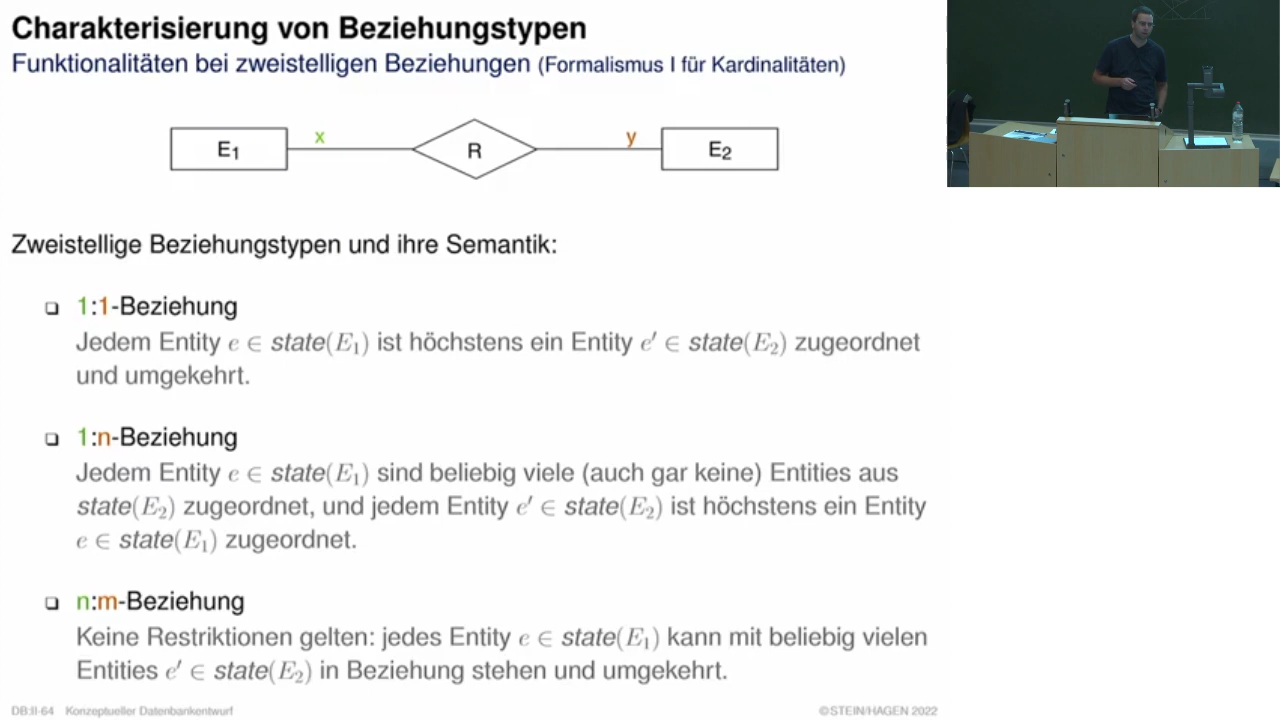 Charakterisierung von Beziehungstypen
Funktionalitäten bei zweistelligen Beziehungen (Formalismus I für Kardinalitäten)
E₁ x R y E₂
Zweistellige Beziehungstypen und ihre Semantik:
❑ 1:1-Beziehung
Jedem Entity e ∈ state(E₁) ist höchstens ein Entity e′ ∈ state(E₂) zugeordnet
und umgekehrt.
❑ 1:n-Beziehung
Jedem Entity e ∈ state(E₁) sind beliebig viele (auch gar keine) Entities aus
state(E₂) zugeordnet, und jedem Entity e′ ∈ state(E₂) ist höchstens ein Entity
e ∈ state(E₁) zugeordnet.
❑ n:m-Beziehung
Keine Restriktionen gelten: jedes Entity e ∈ state(E₁) kann mit beliebig vielen
Entities e′ ∈ state(E₂) in Beziehung stehen und umgekehrt.
DB:II-64 Konzeptueller Datenbankentwurf ©STEIN/HAGEN 2022